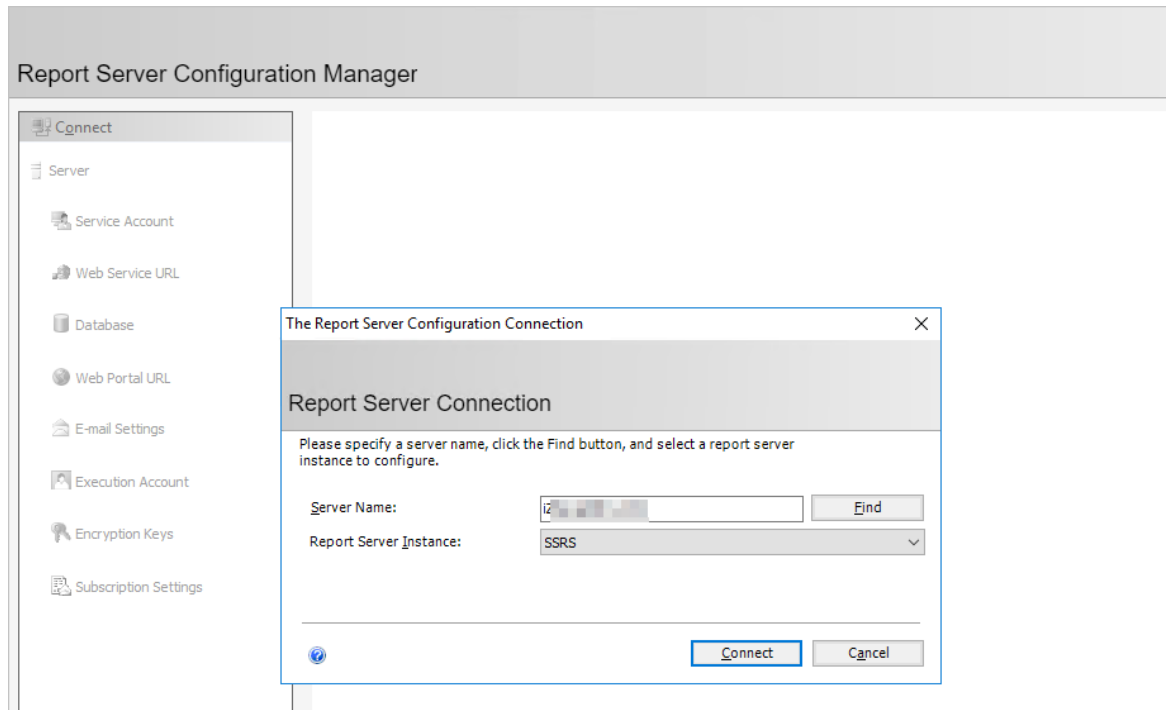 Report Server Configuration Manager
Connect
Server
Service Account
Web Service URL
Database
Web Portal URL
E-mail Settings
Execution Account
Encryption Keys
Subscription Settings
The Report Server Configuration Connection
Report Server Connection
Please specify a server name, click the Find button, and select a report server
instance to configure.
Server Name:
Find
Report Server Instance:
SSRS
Connect
Cancel